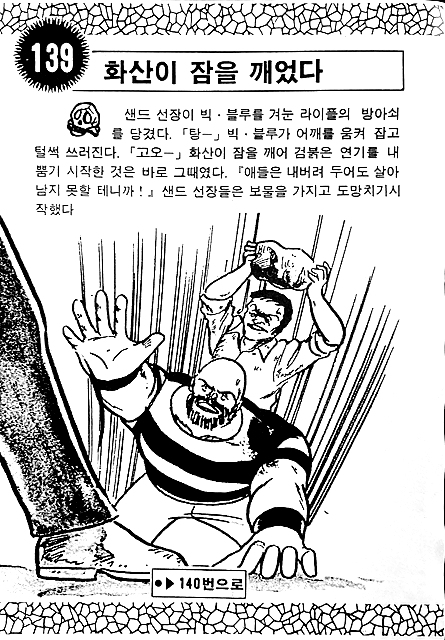 139
화산이 잠을 깨었다
샌드 선장이 빅·블루를 겨눈 라이플의 방아쇠
를 당겼다. 「탕ー」빅·블루가 어깨를 움켜 잡고
털썩 쓰러진다. 「고오ー」화산이 잠을 깨어 검붉은 연기를 내
뿜기 시작한 것은 바로 그때였다. 『얘들은 내버려 두어도 살아
남지 못할 테니까!』 샌드 선장들은 보물을 가지고 도망치기시
작했다
●▶140번으로